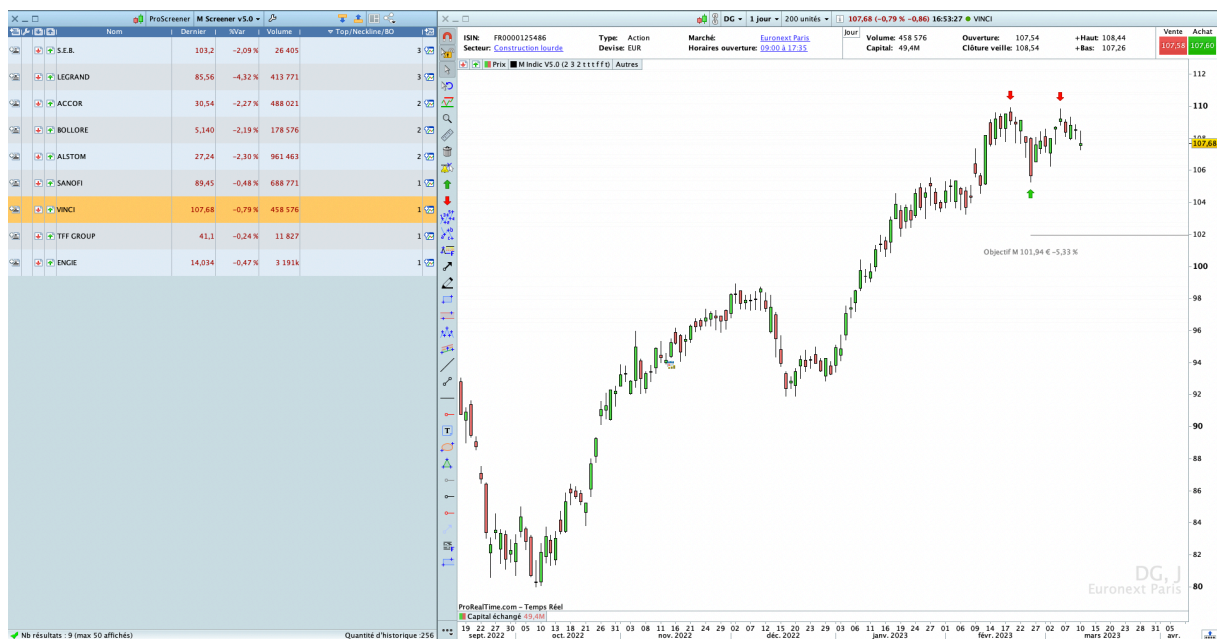 ProScreener M Screener v5.0
Nom Dernier %Var Volume Top/Neckline/BO
S.E.B. 103,2 -2,09 % 26 405 3
LEGRAND 85,56 -4,32 % 413 771 3
ACCOR 30,54 -2,27 % 488 021 2
BOLLORE 5,140 -2,19 % 178 576 2
ALSTOM 27,24 -2,30 % 961 463 2
SANOFI 89,45 -0,48 % 688 771 1
VINCI 107,68 -0,79 % 458 576 1
TFF GROUP 41,1 -0,24 % 11 827 1
ENGIE 14,034 -0,47 % 3 191k 1
Nb résultats : 9 (max 50 affichés) Quantité d'historique :256
DG 1 jour 200 unités 107,68 (-0,79 % -0,86) 16:53:27 VINCI
ISIN: FR0000125486 Type: Action Marché: Euronext Paris
Secteur: Construction lourde Devise: EUR Horaires ouverture: 09:00 à 17:35
Jour Volume: 458 576 Ouverture: 107,54 +Haut: 108,44
Capital: 49,4M Clôture veille: 108,54 +Bas: 107,26
Vente Achat
107,58 107,60
Prix M Indic V5.0 (2 3 2 t t t f f t) Autres
112
110
108
107,68
106
104
102
100
98
96
94
92
90
88
86
84
82
80
Objectif M 101,94 € -5,33 %
DG, J
Euronext Paris
ProRealTime.com - Temps Réel
Capital échangé 49,4M
19 22 27 30 05 10 13 18 21 26 31 03 08 11 16 21 24 29 02 07 12 15 20 23 29 03 06 11 16 19 24 27 01 06 09 14 17 22 27 02 07 10 15 20 23 28 31 05
sept. 2022 oct. 2022 nov. 2022 déc. 2022 janv. 2023 févr. 2023 mars 2023 avr.